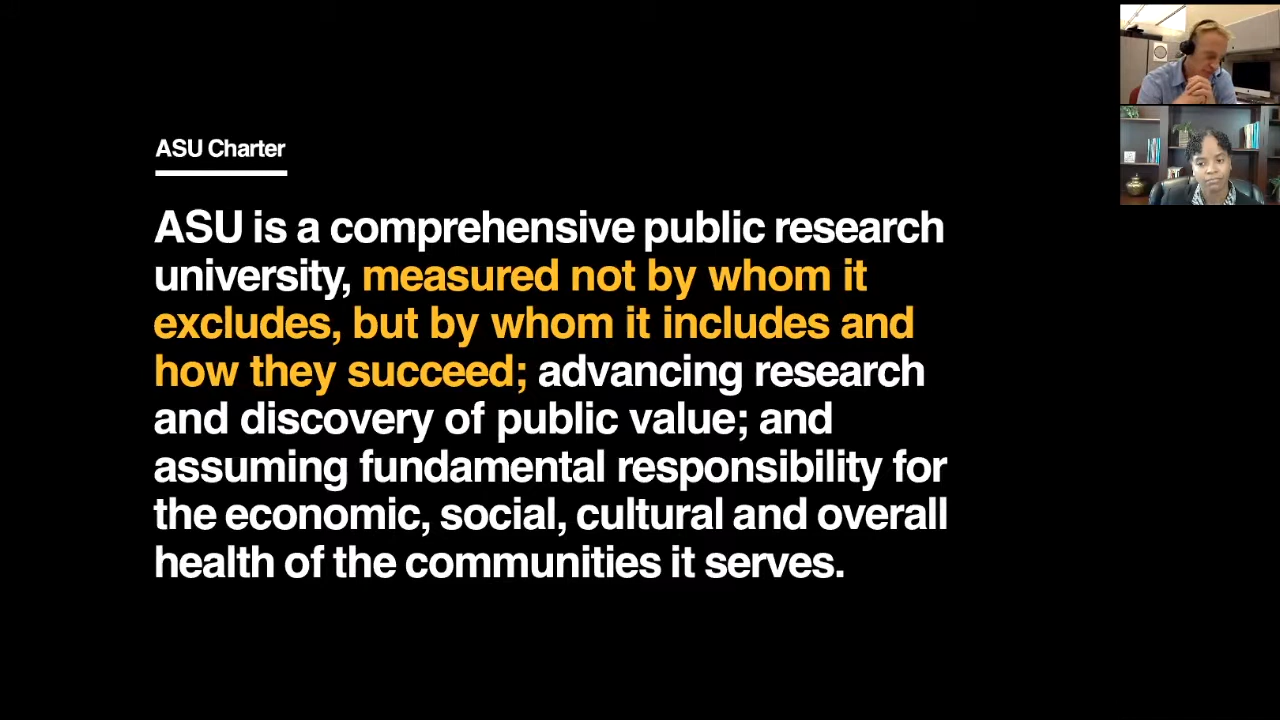 ASU Charter
ASU is a comprehensive public research
university, measured not by whom it
excludes, but by whom it includes and
how they succeed; advancing research
and discovery of public value; and
assuming fundamental responsibility for
the economic, social, cultural and overall
health of the communities it serves.